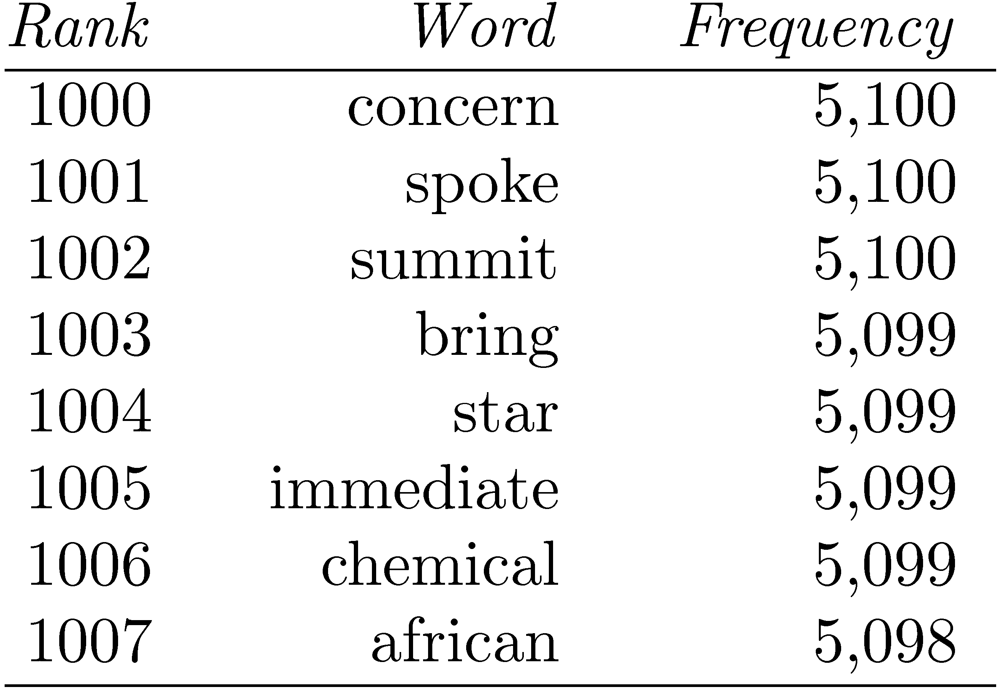 Rank Word Frequency
1000 concern 5,100
1001 spoke 5,100
1002 summit 5,100
1003 bring 5,099
1004 star 5,099
1005 immediate 5,099
1006 chemical 5,099
1007 african 5,098